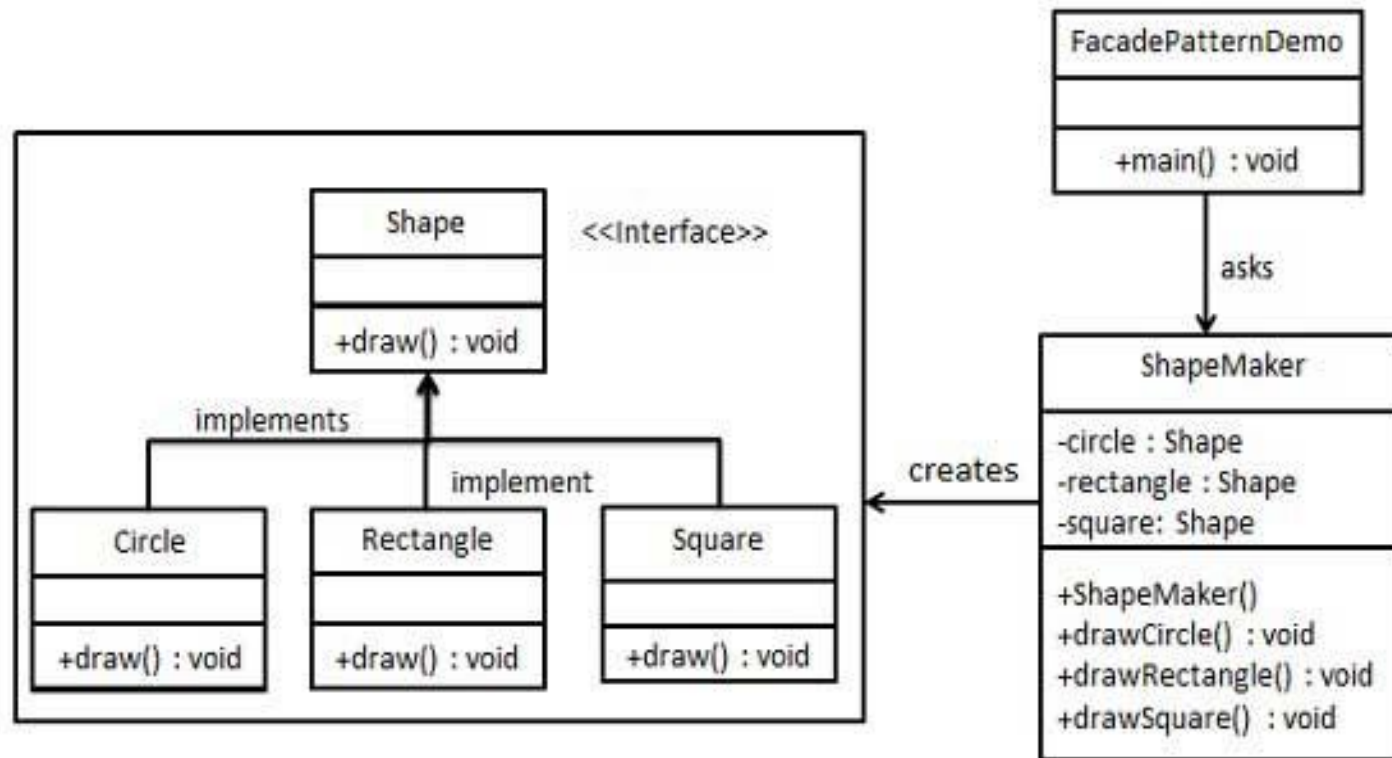 FacadePatternDemo
+main() : void
asks
Shape
<<Interface>>
+draw() : void
implements
implement
Circle
+draw() : void
Rectangle
+draw() : void
Square
+draw() : void
creates
ShapeMaker
-circle : Shape
-rectangle : Shape
-square: Shape
+ShapeMaker()
+drawCircle() : void
+drawRectangle() : void
+drawSquare() : void